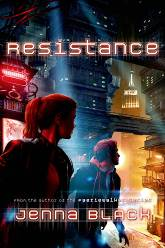 Resistance
FROM THE AUTHOR OF THE
JENNA BLACK